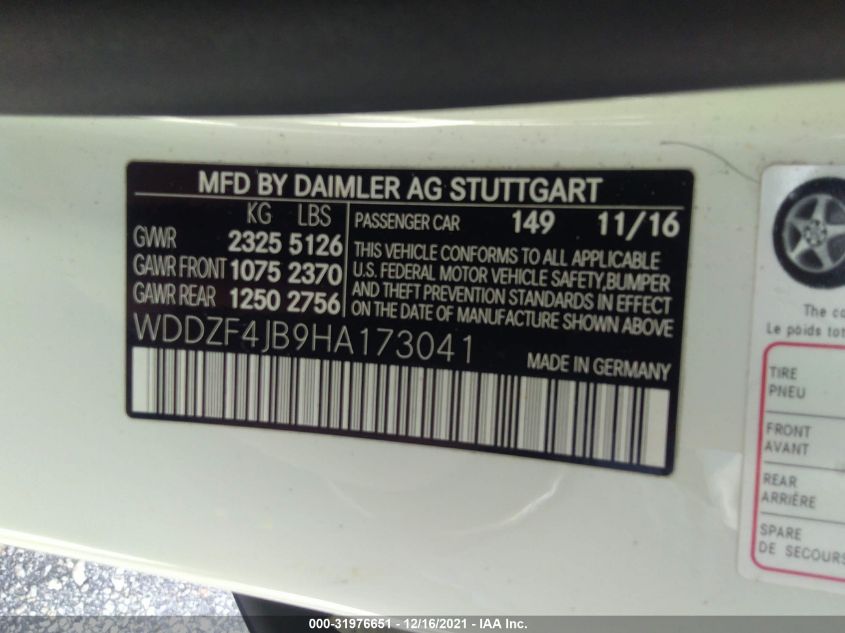 MFD BY DAIMLER AG STUTTGART
KG LBS
GVWR 2325 5126
GAWR FRONT 1075 2370
GAWR REAR 1250 2756
PASSENGER CAR 149 11/16
THIS VEHICLE CONFORMS TO ALL APPLICABLE
U.S. FEDERAL MOTOR VEHICLE SAFETY,BUMPER
AND THEFT PREVENTION STANDARDS IN EFFECT
ON THE DATE OF MANUFACTURE SHOWN ABOVE
WDDZF4JB9HA173041
MADE IN GERMANY
The co
Le poids tot
TIRE
PNEU
FRONT
AVANT
REAR
ARRIÈRE
SPARE
DE SECOURS
000-31976651 - 12/16/2021 - IAA Inc.